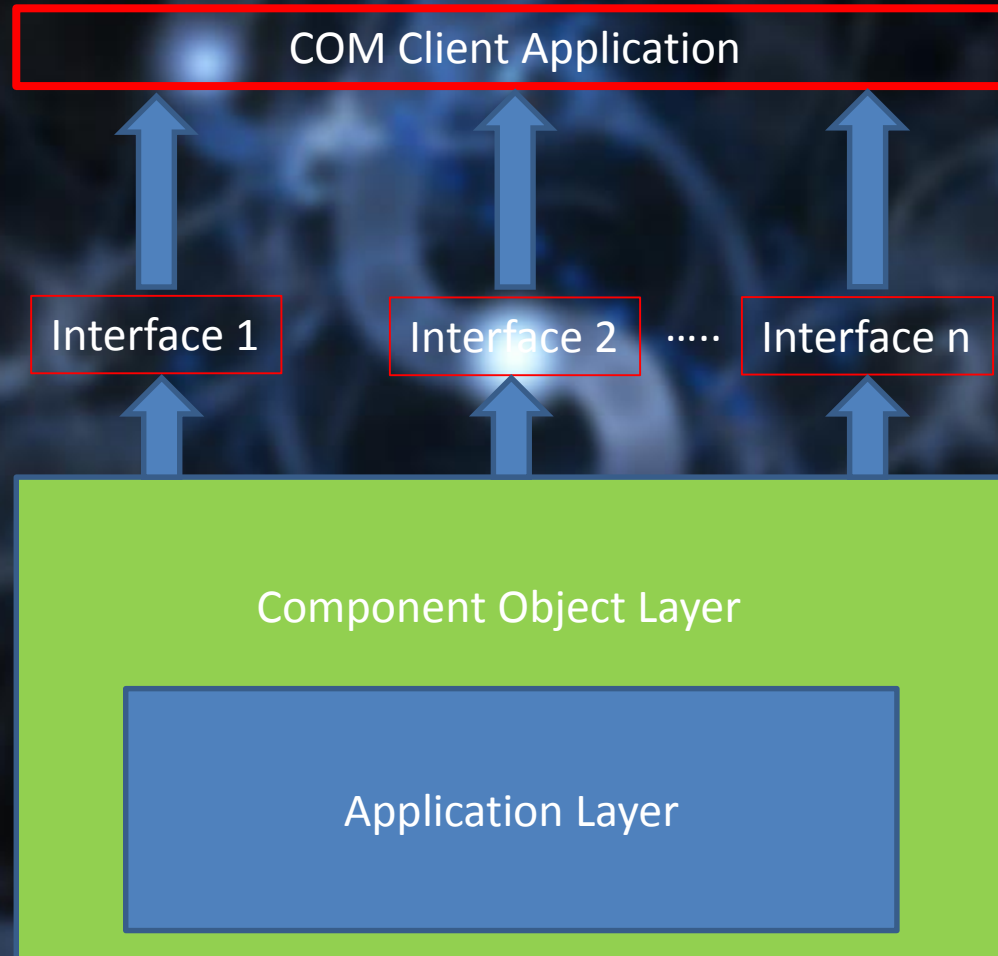 COM Client Application
Interface 1
Interface 2
.....
Interface n
Component Object Layer
Application Layer